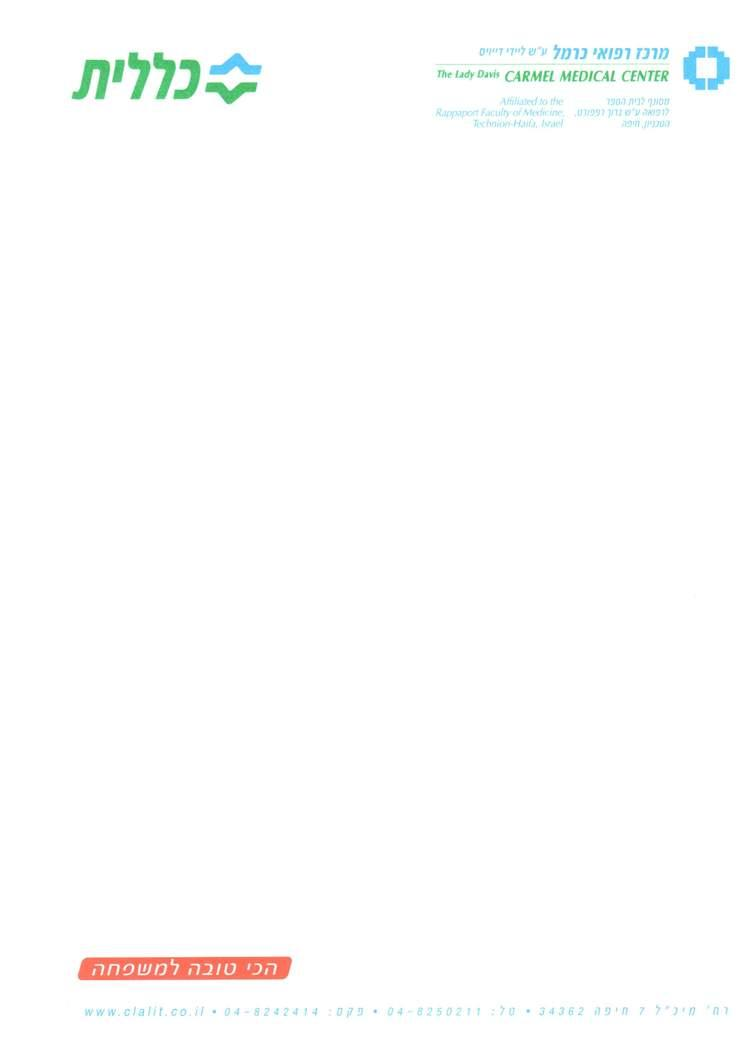 כללית
מרכז רפואי כרמל ע"ש ליידי דייויס
The Lady Davis CARMEL MEDICAL CENTER
Affiliated to the
Rappaport Faculty of Medicine,
Technion-Haifa, Israel
מסונף לבית הספר
לרפואה ע"ש ברוך רפפורט,
הטכניון, חיפה
הכי טובה למשפחה
רח' מיכ"ל 7 חיפה 34362 • טל: 04-8250211 • פקס: 04-8242414 • www.clalit.co.il